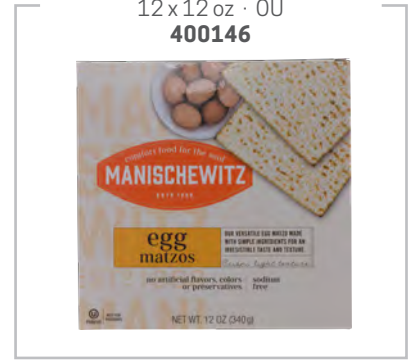 12 x 12 oz · OU
400146
comfort food for the soul
MANISCHEWITZ
egg
matzos
OUR VERSATILE EGG MATZO MADE
WITH SIMPLE INGREDIENTS FOR AN
IRRESISTIBLE TASTE AND TEXTURE.
no artificial flavors, colors
or preservatives
sodium
free
NET WT. 12 OZ (340g)